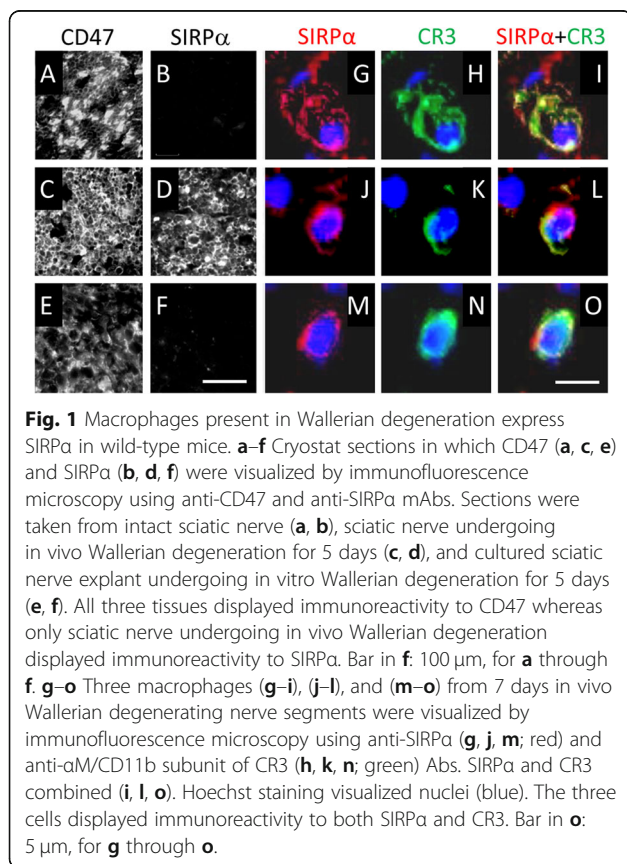 CD47 SIRPα SIRPα CR3 SIRPα+CR3
A B G H I
C D J K L
E F M N O
Fig. 1 Macrophages present in Wallerian degeneration express
SIRPα in wild-type mice. a–f Cryostat sections in which CD47 (a, c, e)
and SIRPα (b, d, f) were visualized by immunofluorescence
microscopy using anti-CD47 and anti-SIRPα mAbs. Sections were
taken from intact sciatic nerve (a, b), sciatic nerve undergoing
in vivo Wallerian degeneration for 5 days (c, d), and cultured sciatic
nerve explant undergoing in vitro Wallerian degeneration for 5 days
(e, f). All three tissues displayed immunoreactivity to CD47 whereas
only sciatic nerve undergoing in vivo Wallerian degeneration
displayed immunoreactivity to SIRPα. Bar in f: 100 μm, for a through
f. g–o Three macrophages (g–i), (j–l), and (m–o) from 7 days in vivo
Wallerian degenerating nerve segments were visualized by
immunofluorescence microscopy using anti-SIRPα (g, j, m; red) and
anti-αM/CD11b subunit of CR3 (h, k, n; green) Abs. SIRPα and CR3
combined (i, l, o). Hoechst staining visualized nuclei (blue). The three
cells displayed immunoreactivity to both SIRPα and CR3. Bar in o:
5 μm, for g through o.